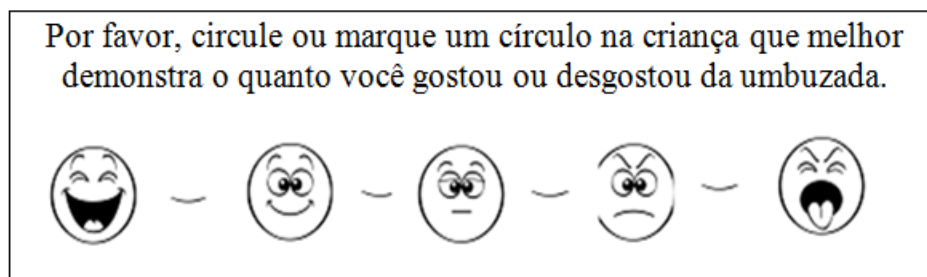 Por favor, circule ou marque um círculo na criança que melhor
demonstra o quanto você gostou ou desgostou da umbuzada.